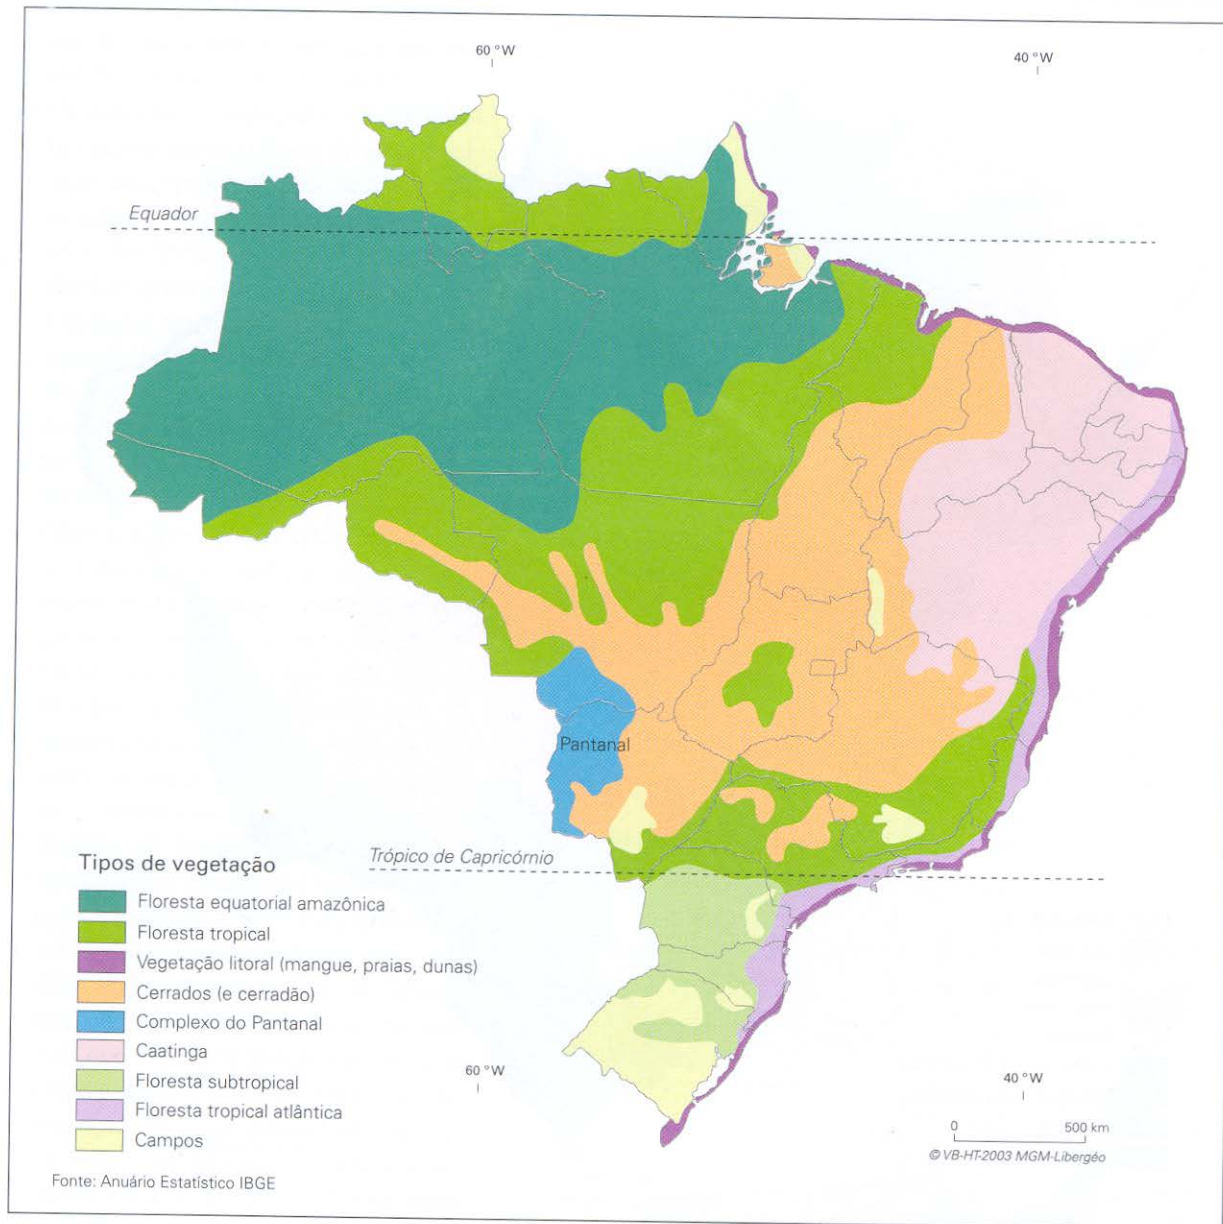 60 °W
40 °W
Equador
Pantanal
Trópico de Capricórnio
Tipos de vegetação
Floresta equatorial amazônica
Floresta tropical
Vegetação litoral (mangue, praias, dunas)
Cerrados (e cerradão)
Complexo do Pantanal
Caatinga
Floresta subtropical
Floresta tropical atlântica
Campos
60 °W
40 °W
0 500 km
© VB-HT-2003 MGM-Libergéo
Fonte: Anuário Estatístico IBGE